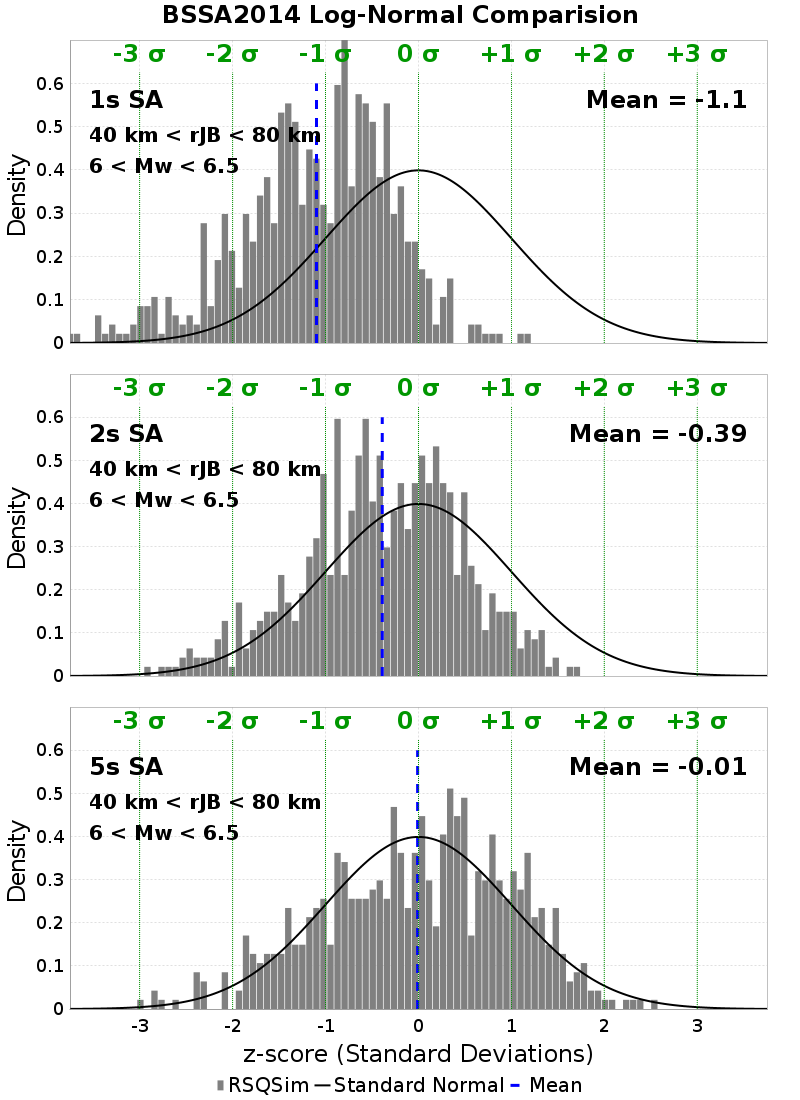 BSSA2014 Log-Normal Comparision
-3 σ -2 σ -1 σ 0 σ +1 σ +2 σ +3 σ
0.6
1s SA Mean = -1.1
0.5
40 km < rJB < 80 km
6 < Mw < 6.5
0.4
0.3
0.2
0.1
0
Density
-3 σ -2 σ -1 σ 0 σ +1 σ +2 σ +3 σ
0.6
2s SA Mean = -0.39
0.5
40 km < rJB < 80 km
6 < Mw < 6.5
0.4
0.3
0.2
0.1
0
Density
-3 σ -2 σ -1 σ 0 σ +1 σ +2 σ +3 σ
0.6
5s SA Mean = -0.01
0.5
40 km < rJB < 80 km
6 < Mw < 6.5
0.4
0.3
0.2
0.1
0
Density
-3 -2 -1 0 1 2 3
z-score (Standard Deviations)
RSQSim Standard Normal Mean